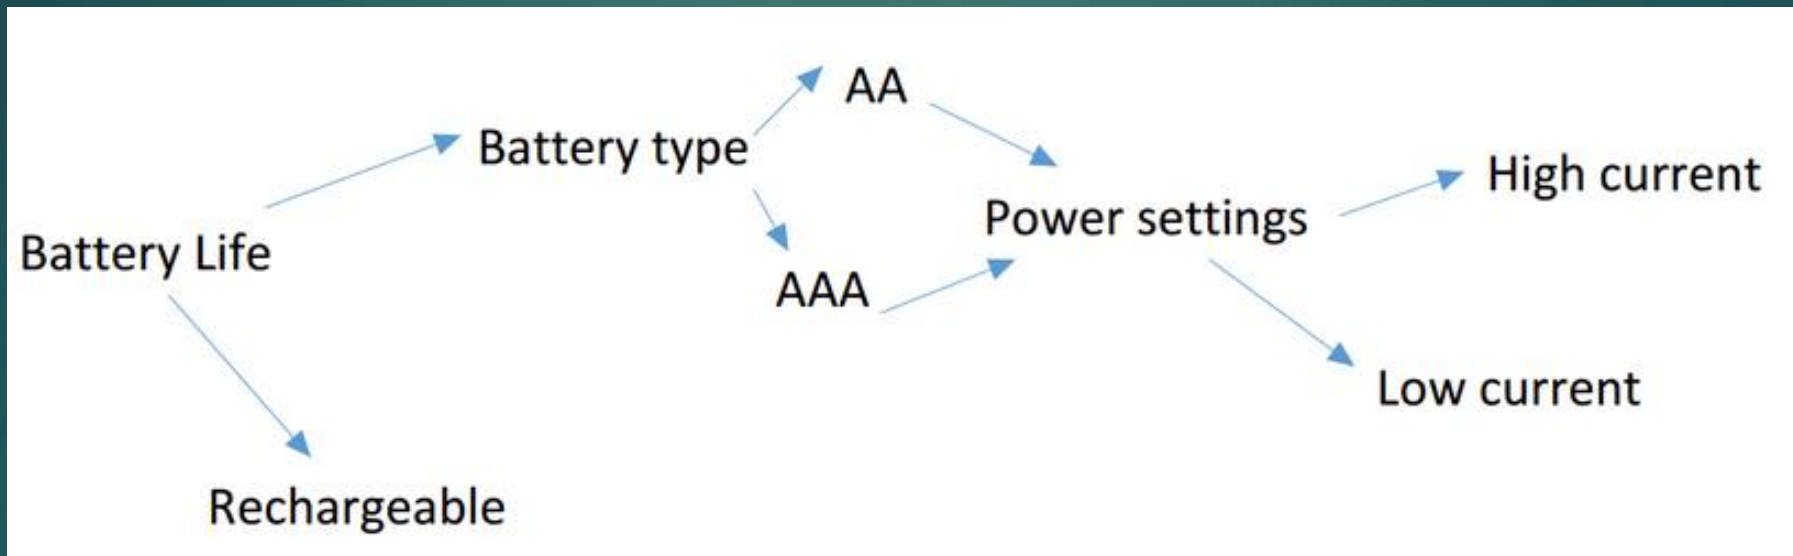 AA
Battery type
High current
Power settings
Battery Life
AAA
Low current
Rechargeable